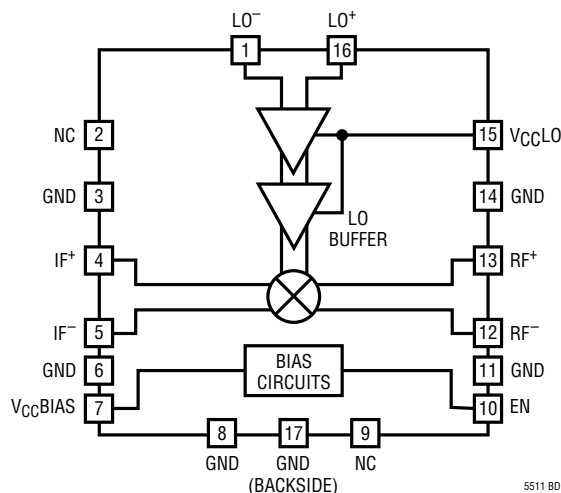 LO⁻ LO⁺
1 16
NC 2 15 VCCLO
GND 3 14 GND
LO
BUFFER
IF⁺ 4 13 RF⁺
IF⁻ 5 12 RF⁻
GND 6 11 GND
BIAS
CIRCUITS
VCCBIAS 7 10 EN
8 17 9
GND GND NC
(BACKSIDE)
5511 BD